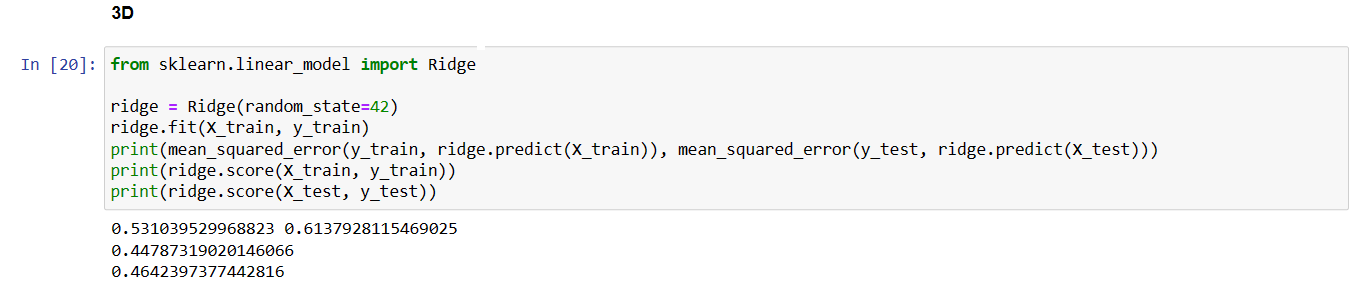 3D
In [20]: from sklearn.linear_model import Ridge
ridge = Ridge(random_state=42)
ridge.fit(X_train, y_train)
print(mean_squared_error(y_train, ridge.predict(X_train)), mean_squared_error(y_test, ridge.predict(X_test)))
print(ridge.score(X_train, y_train))
print(ridge.score(X_test, y_test))
0.531039529968823 0.6137928115469025
0.44787319020146066
0.4642397377442816